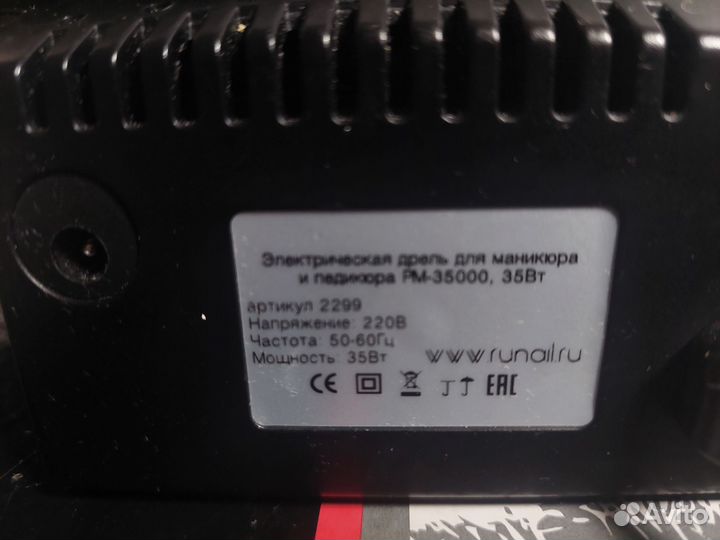 Электрическая дрель для маникюра
и педикюра РМ-35000, 35Вт
артикул 2299
Напряжение: 220В
Частота: 50-60Гц
Мощность: 35Вт
www.runail.ru
CE EAC
Avito